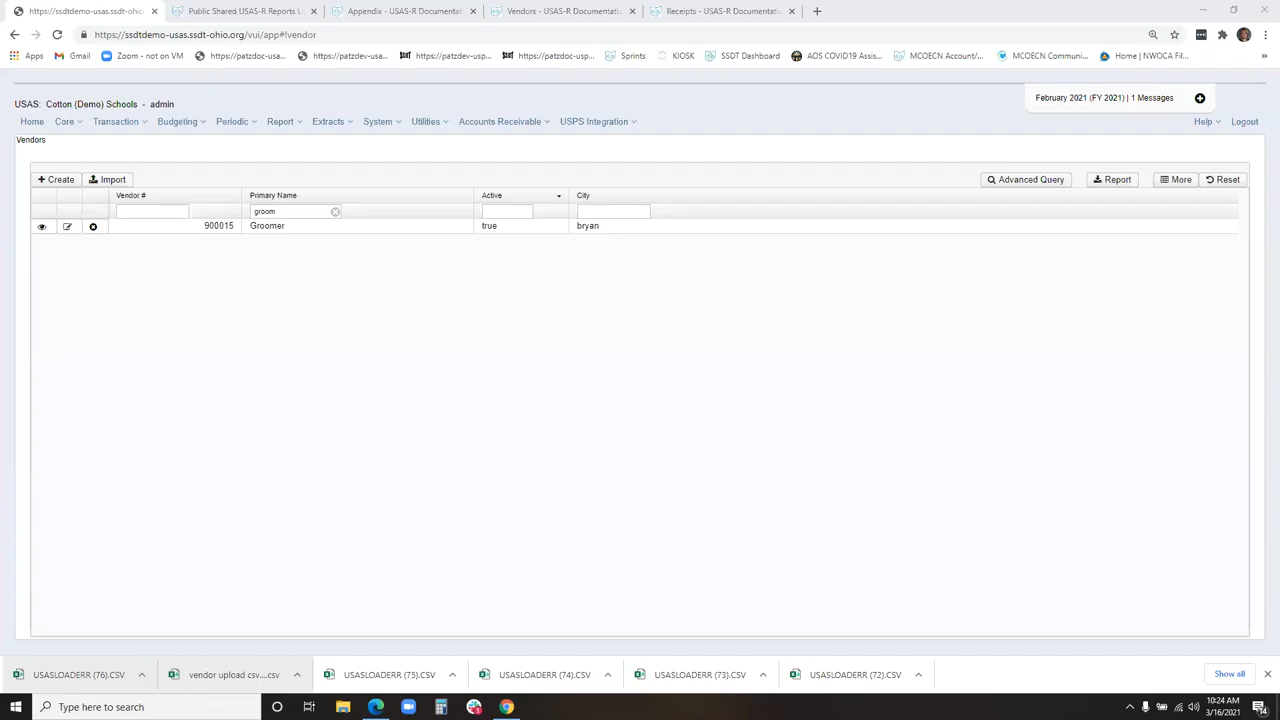 https://ssdtdemo-usas.ssdt-ohio.
Public Shared USAS-R Reports Li
Appendix - USAS-R Documentat
Vendors - USAS-R Documentatio
Receipts - USAS-R Documentatio
https://ssdtdemo-usas.ssdt-ohio.org/vui/app#!vendor
Apps
Gmail
Zoom - not on VM
https://patzdoc-usa...
https://patzdoc-usa...
https://patzdev-usa...
https://patzdev-usp...
Sprints
KIOSK
SSDT Dashboard
AOS COVID19 Assis...
MCOECN Account/...
MCOECN Communi...
Home | NWOCA Fil...
»
USAS: Cotton (Demo) Schools - admin
February 2021 (FY 2021) | 1 Messages
Home Core Transaction Budgeting Periodic Report Extracts System Utilities Accounts Receivable USPS Integration Help Logout
Vendors
Create Import Advanced Query Report More Reset
Vendor # Primary Name Active City
groom
900015 Groomer true bryan
USASLOADERR (76).CSV
vendor upload csv....csv
USASLOADERR (75).CSV
USASLOADERR (74).CSV
USASLOADERR (73).CSV
USASLOADERR (72).CSV
Show all
Type here to search
10:24 AM
3/16/2021